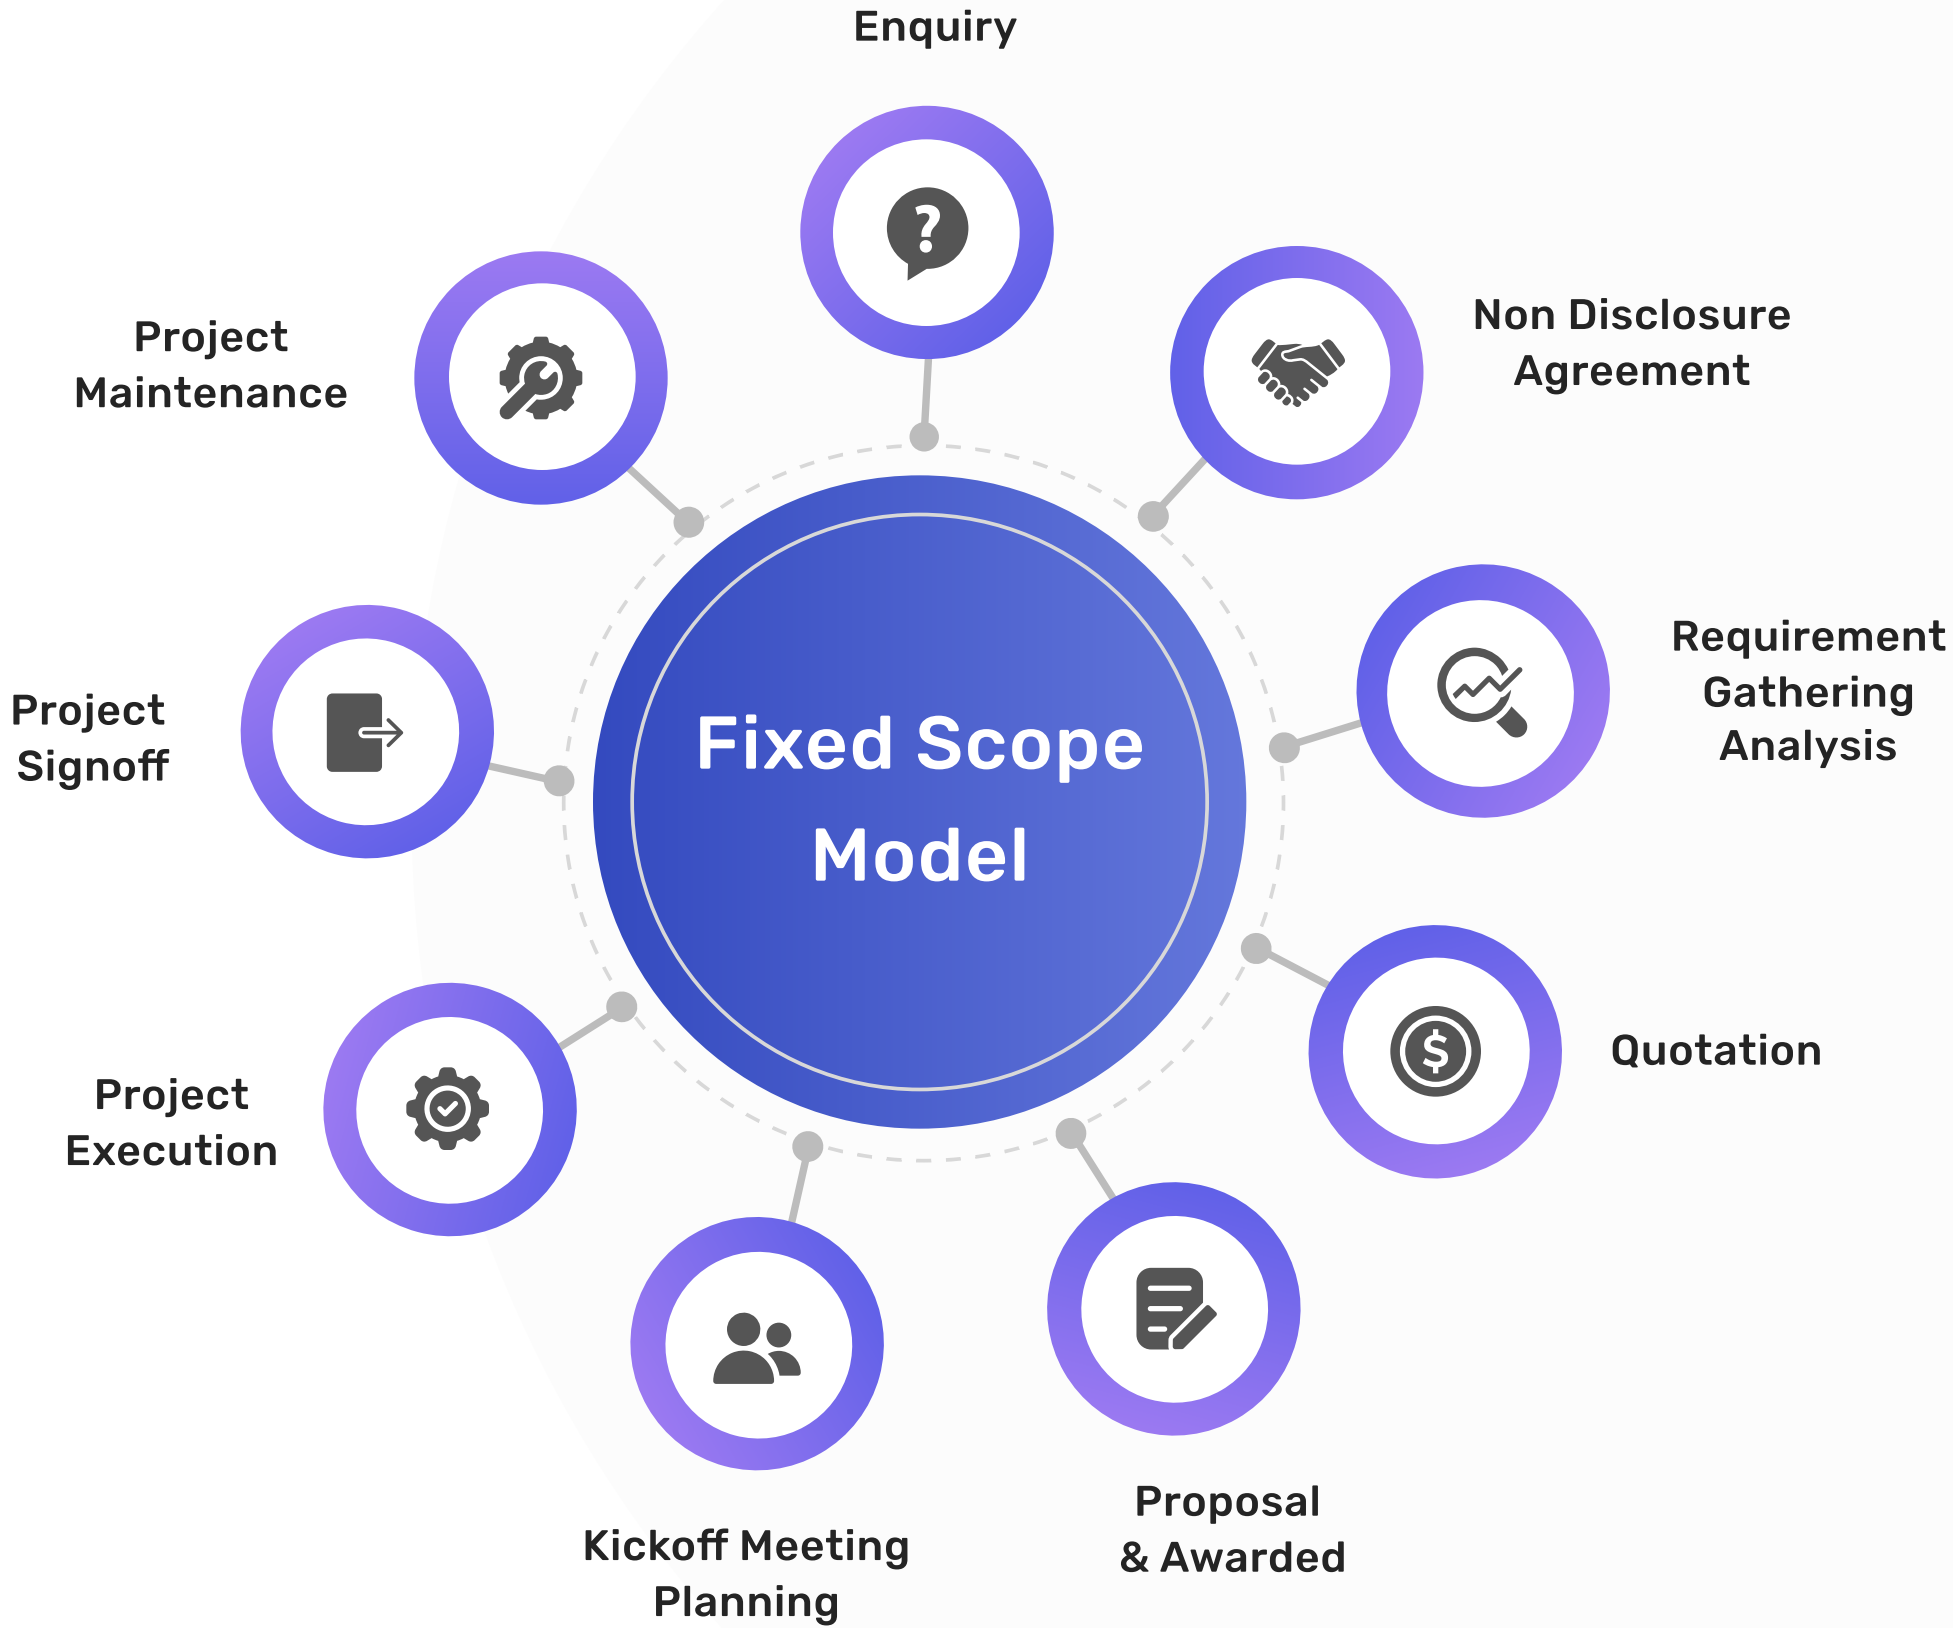 Enquiry
Non Disclosure
Agreement
Requirement
Gathering
Analysis
Quotation
Proposal
& Awarded
Kickoff Meeting
Planning
Project
Execution
Project
Signoff
Project
Maintenance
Fixed Scope
Model
?
$